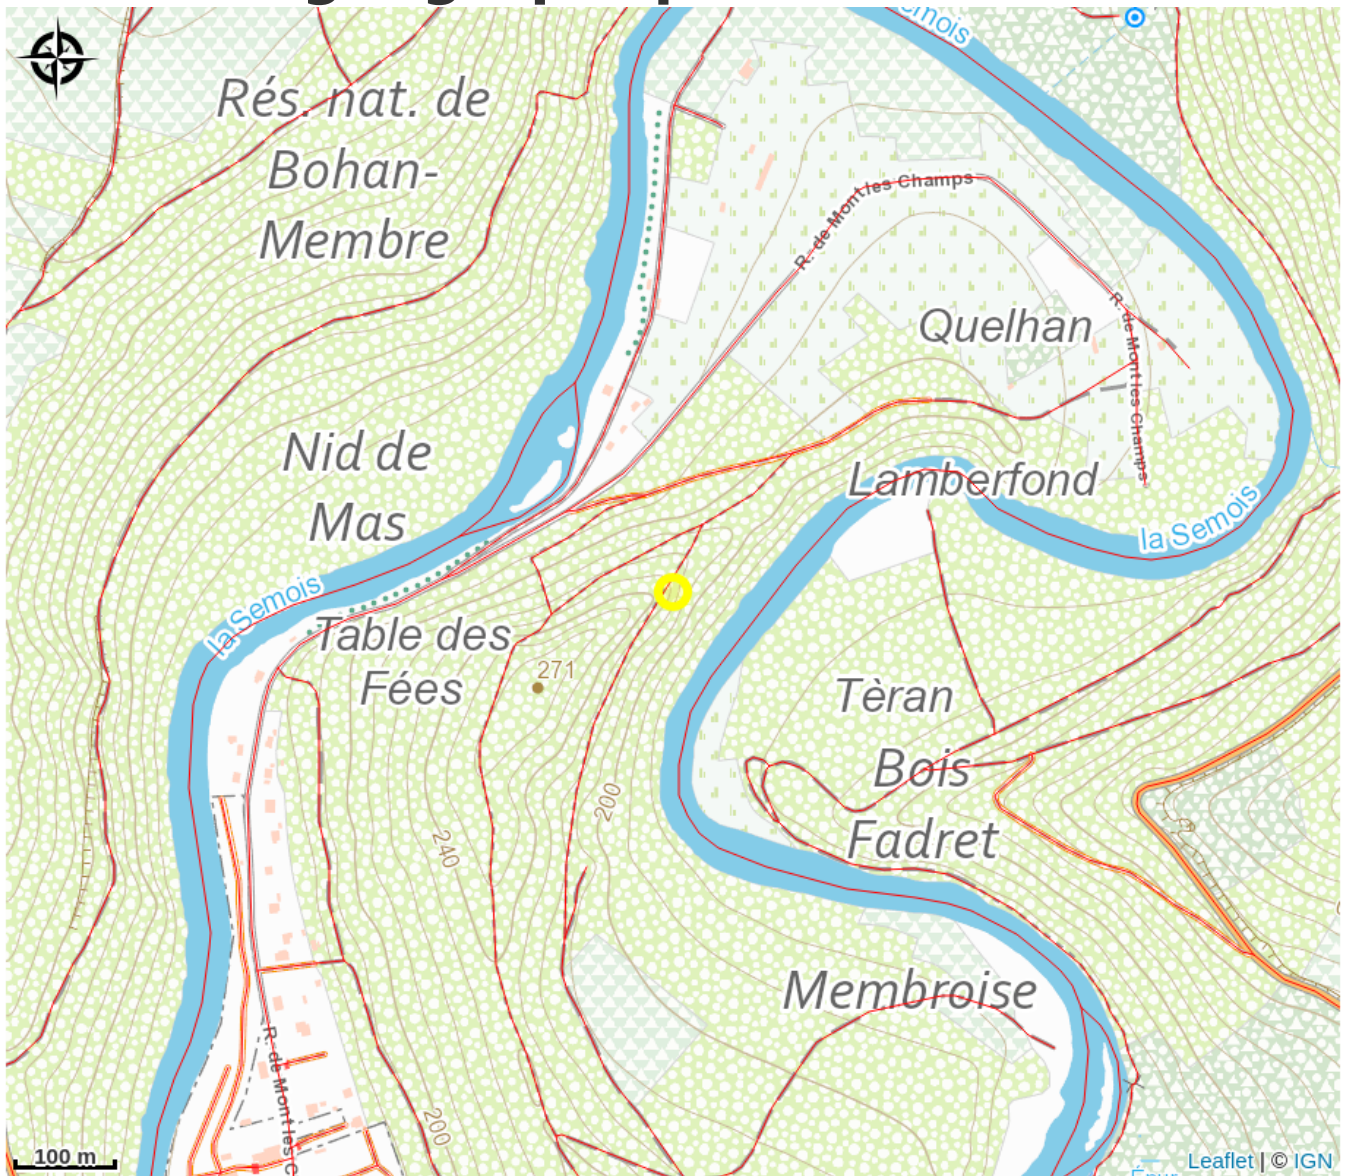 Semois
Rés. nat. de
Bohan-
Membre
R. de Mont les Champs
Quelhan
R. de Mont les Champs
Nid de
Mas
Lamberfond
la Semois
la Semois
Table des
Fées
271
Tèran
Bois
Fadret
200
240
Membroise
R. de Mont les C
200
100 m
Leaflet | © IGN